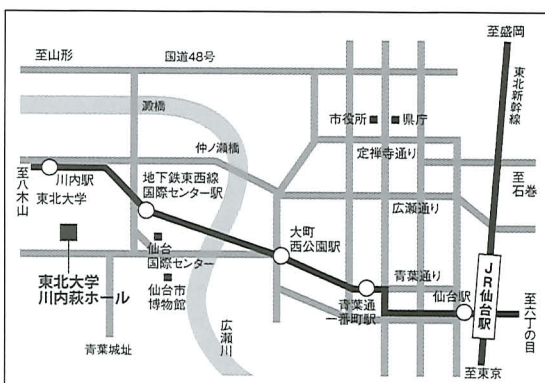 至盛岡
至山形
国道48号
東北新幹線
澱橋
市役所
県庁
仲ノ瀬橋
定禅寺通り
至八木山
川内駅
東北大学
地下鉄東西線
国際センター駅
至石巻
広瀬通り
大町
西公園駅
仙台
国際センター
東北大学
川内萩ホール
仙台市
博物館
青葉通り
仙台駅
JR仙台駅
青葉通
一番町駅
至六丁の目
広瀬川
青葉城址
至東京